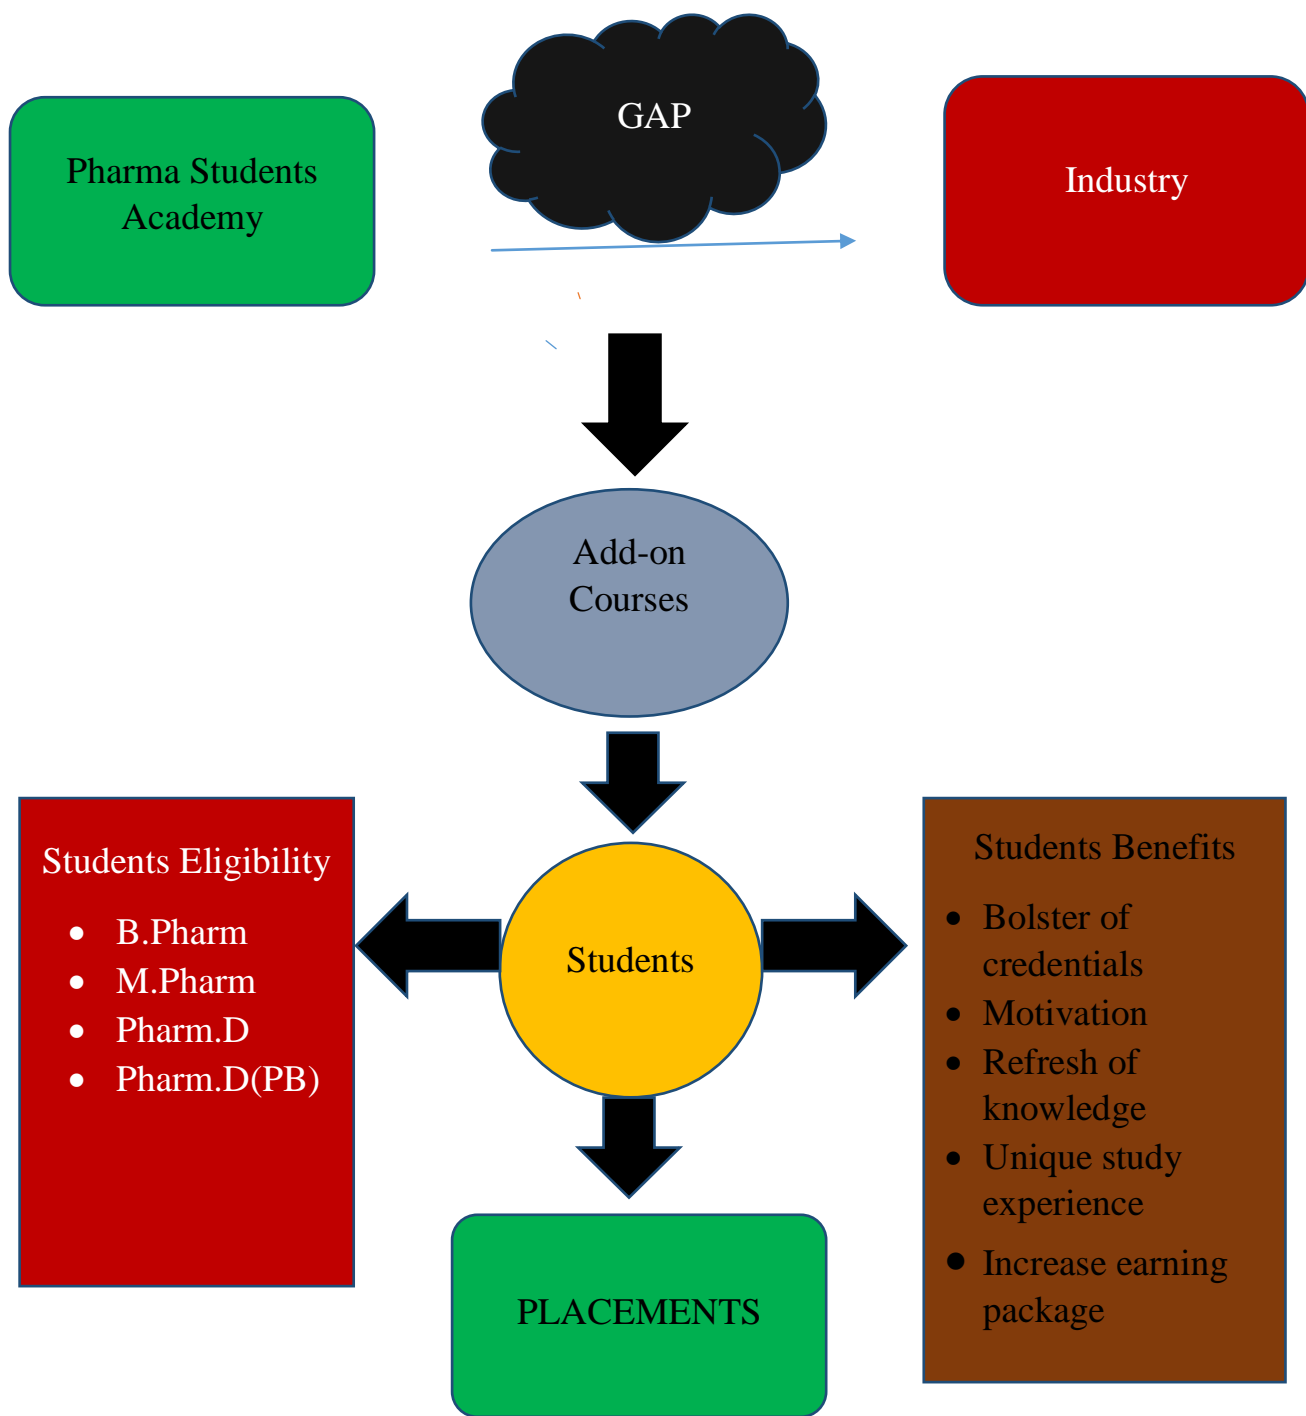 GAP
Pharma Students
Academy
Industry
Add-on
Courses
Students Eligibility
• B.Pharm
• M.Pharm
• Pharm.D
• Pharm.D(PB)
Students
Students Benefits
• Bolster of
credentials
• Motivation
• Refresh of
knowledge
• Unique study
experience
• Increase earning
package
PLACEMENTS